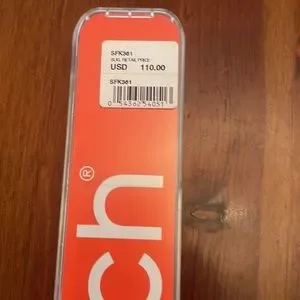 SFK361
SUG. RETAIL PRICE
USD 110.00
SFK361
0 54362 54051
ch®